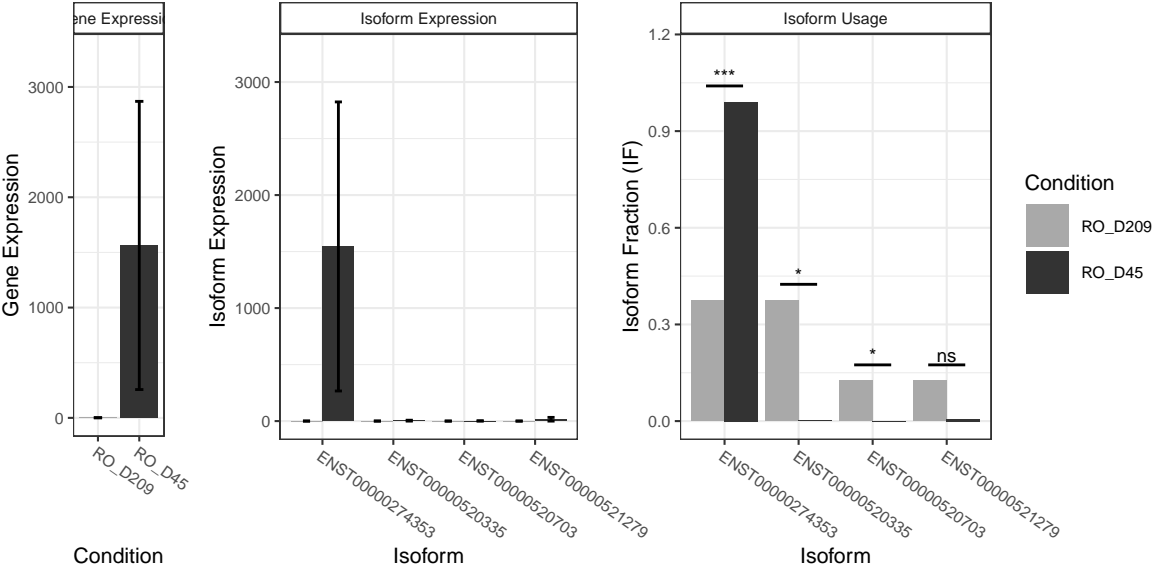 ene Expressi
Gene Expression
3000
2000
1000
0
RO_D209
RO_D45
Condition
Isoform Expression
Isoform Expression
3000
2000
1000
0
ENST00000274353
ENST00000520335
ENST00000520703
ENST00000521279
Isoform
Isoform Usage
Isoform Fraction (IF)
1.2
0.9
0.6
0.3
0.0
***
*
*
ns
ENST00000274353
ENST00000520335
ENST00000520703
ENST00000521279
Isoform
Condition
RO_D209
RO_D45